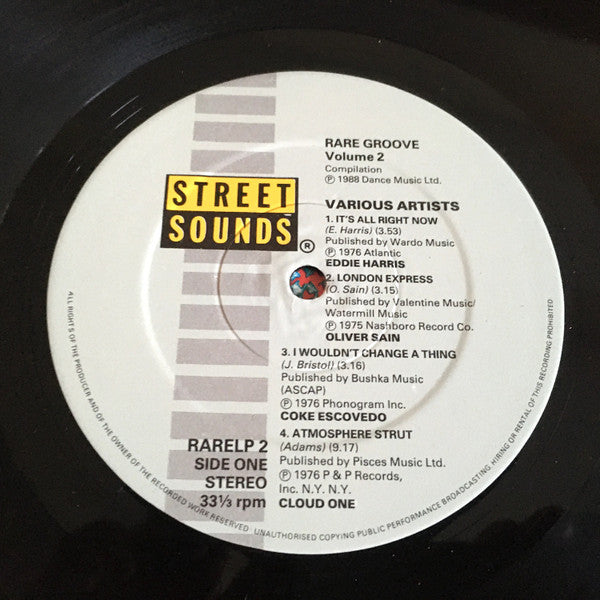 RARE GROOVE
Volume 2
Compilation
Ⓟ 1988 Dance Music Ltd.
STREET
SOUNDS
®
VARIOUS ARTISTS
1. IT'S ALL RIGHT NOW
(E. Harris) (3.53)
Published by Wardo Music
Ⓟ 1976 Atlantic
EDDIE HARRIS
2. LONDON EXPRESS
(O. Sain) (3.15)
Published by Valentine Music/
Watermill Music
Ⓟ 1975 Nashboro Record Co.
OLIVER SAIN
3. I WOULDN'T CHANGE A THING
(J. Bristol) (3.16)
Published by Bushka Music
(ASCAP)
Ⓟ 1976 Phonogram Inc.
COKE ESCOVEDO
4. ATMOSPHERE STRUT
(Adams) (9.17)
Published by Pisces Music Ltd.
Ⓟ 1976 P & P Records,
Inc. N.Y. N.Y.
CLOUD ONE
RARELP 2
SIDE ONE
STEREO
33⅓ rpm
ALL RIGHTS OF THE PRODUCER AND OF THE OWNER OF THE RECORDED WORK RESERVED. UNAUTHORISED COPYING PUBLIC PERFORMANCE BROADCASTING HIRING OR RENTAL OF THIS RECORDING PROHIBITED